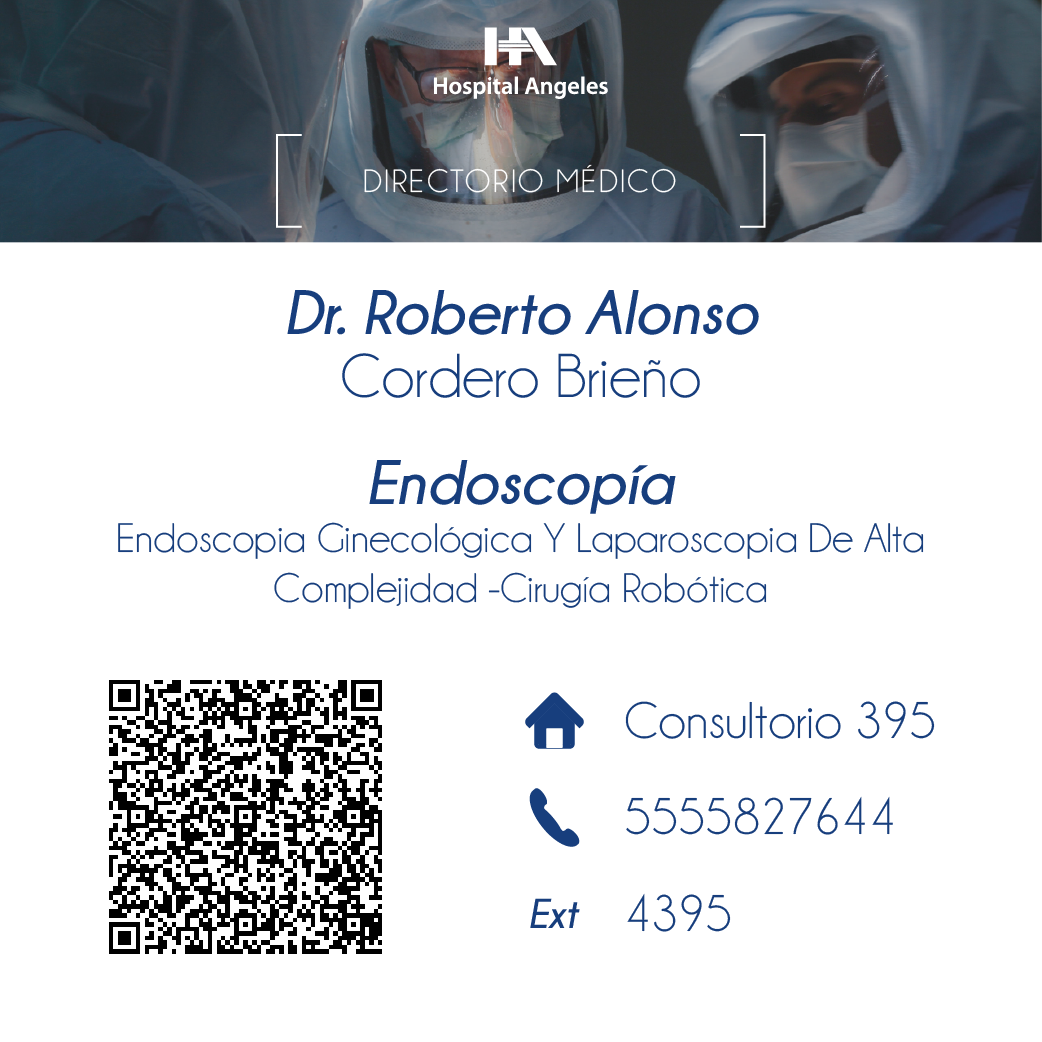 HA
Hospital Angeles
DIRECTORIO MÉDICO
Dr. Roberto Alonso
Cordero Brieño
Endoscopía
Endoscopia Ginecológica Y Laparoscopia De Alta
Complejidad -Cirugía Robótica
Consultorio 395
5555827644
Ext 4395